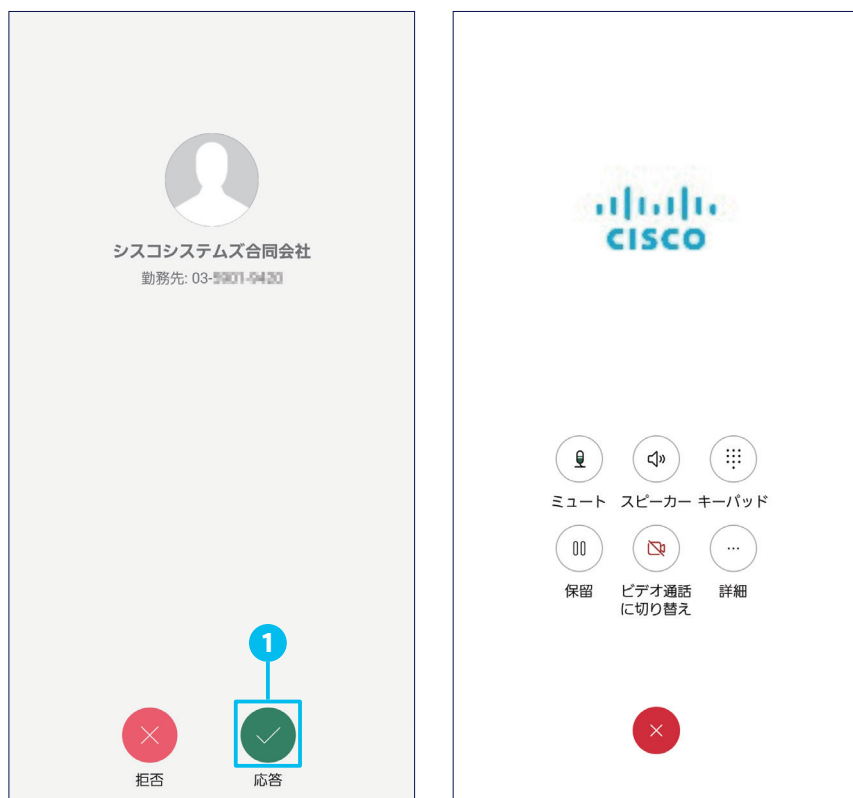 シスコシステムズ合同会社
勤務先: 03-
1
拒否
応答
CISCO
ミュート
スピーカー
キーパッド
保留
ビデオ通話
に切り替え
詳細